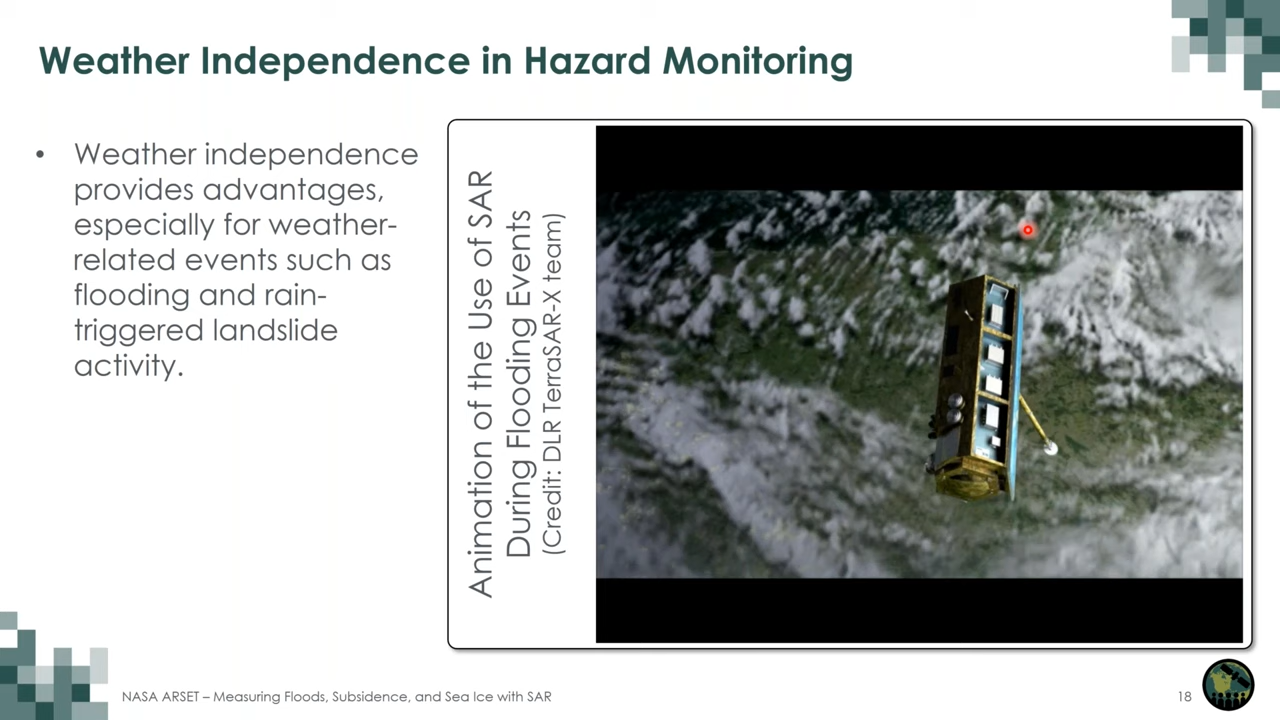 Weather Independence in Hazard Monitoring
• Weather independence
provides advantages,
especially for weather-
related events such as
flooding and rain-
triggered landslide
activity.
Animation of the Use of SAR
During Flooding Events
(Credit: DLR TerraSAR-X team)
NASA ARSET – Measuring Floods, Subsidence, and Sea Ice with SAR
18